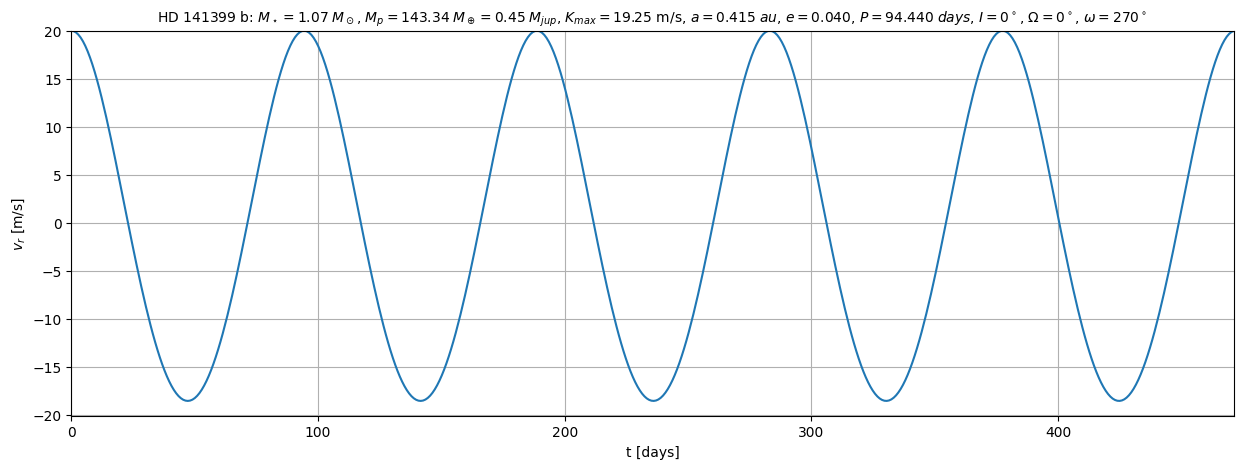 HD 141399 b: M⋆ = 1.07 M⊙, Mp = 143.34 M⊕ = 0.45 Mjup, Kmax = 19.25 m/s, a = 0.415 au, e = 0.040, P = 94.440 days, I = 0°, Ω = 0°, ω = 270°
20
15
10
5
0
−5
−10
−15
−20
vr [m/s]
0 100 200 300 400
t [days]